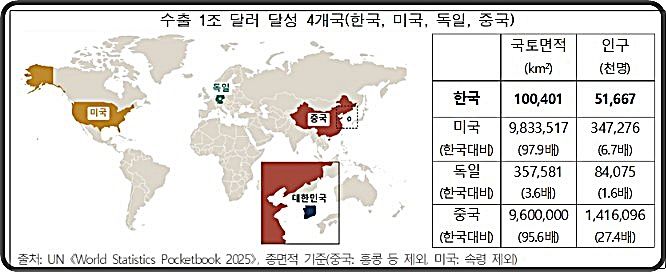 수출 1조 달러 달성 4개국(한국, 미국, 독일, 중국)
미국
독일
중국
대한민국
국토면적 인구
(km²) (천명)
한국 100,401 51,667
미국 9,833,517 347,276
(한국대비) (97.9배) (6.7배)
독일 357,581 84,075
(한국대비) (3.6배) (1.6배)
중국 9,600,000 1,416,096
(한국대비) (95.6배) (27.4배)
출처: UN 《World Statistics Pocketbook 2025》, 총면적 기준(중국: 홍콩 등 제외, 미국: 속령 제외)